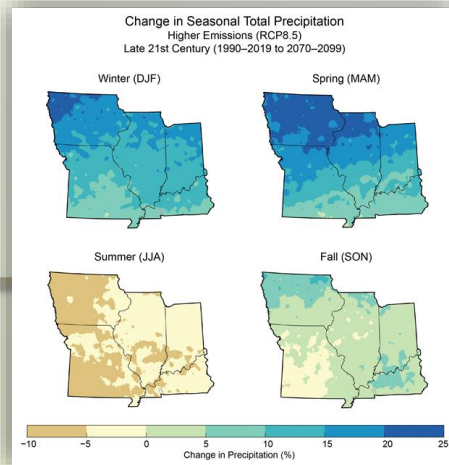 Change in Seasonal Total Precipitation
Higher Emissions (RCP8.5)
Late 21st Century (1990–2019 to 2070–2099)
Winter (DJF)
Spring (MAM)
Summer (JJA)
Fall (SON)
−10 −5 0 5 10 15 20 25
Change in Precipitation (%)